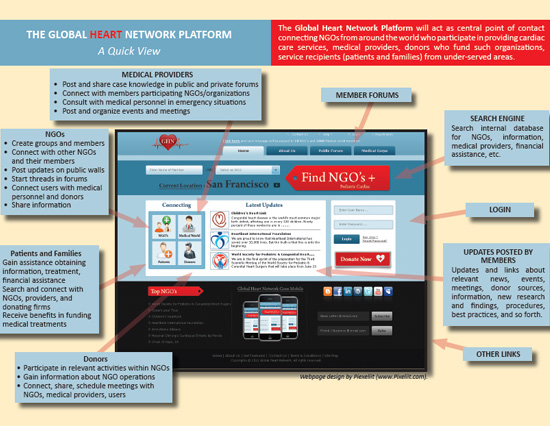 THE GLOBAL HEART NETWORK PLATFORM
A Quick View
The Global Heart Network Platform will act as central point of contact
connecting NGOs from around the world who participate in providing cardiac
care services, medical providers, donors who fund such organizations,
service recipients (patients and families) from under-served areas.
MEDICAL PROVIDERS
• Post and share case knowledge in public and private forums
• Connect with members participating NGOs/organizations
• Consult with medical personnel in emergency situations
• Post and organize events and meetings
MEMBER FORUMS
SEARCH ENGINE
Search internal database
for NGOs, information,
medical providers, financial
assistance, etc.
NGOs
• Create groups and members
• Connect with other NGOs
and their members
• Post updates on public walls
• Start threads in forums
• Connect users with medical
personnel and donors
• Share information
LOGIN
UPDATES POSTED BY
MEMBERS
Updates and links about
relevant news, events,
meetings, donor sources,
information, new research
and findings, procedures,
best practices, and so forth.
Patients and Families
Gain assistance obtaining
information, treatment,
financial assistance
Search and connect with
NGOs, providers, and
donating firms
Receive benefits in funding
medical treatments
OTHER LINKS
Donors
• Participate in relevant activities within NGOs
• Gain information about NGO operations
• Connect, share, schedule meetings with
NGOs, medical providers, users
GHN
Home
About Us
Public Forum
Medical Corps
Current Location: San Francisco
Find NGO's +
Pediatric Cardiac
Connecting
NGO's
Medical World
Patients
Donors
Latest Updates
Children's Heart Link
Heartbeat International Foundation
World Society for Pediatric & Congenital Heart
Login
Donate Now
Top NGO's
Global Heart Network Goes Mobile
Webpage design by Piexellit (www.Pixellit.com)